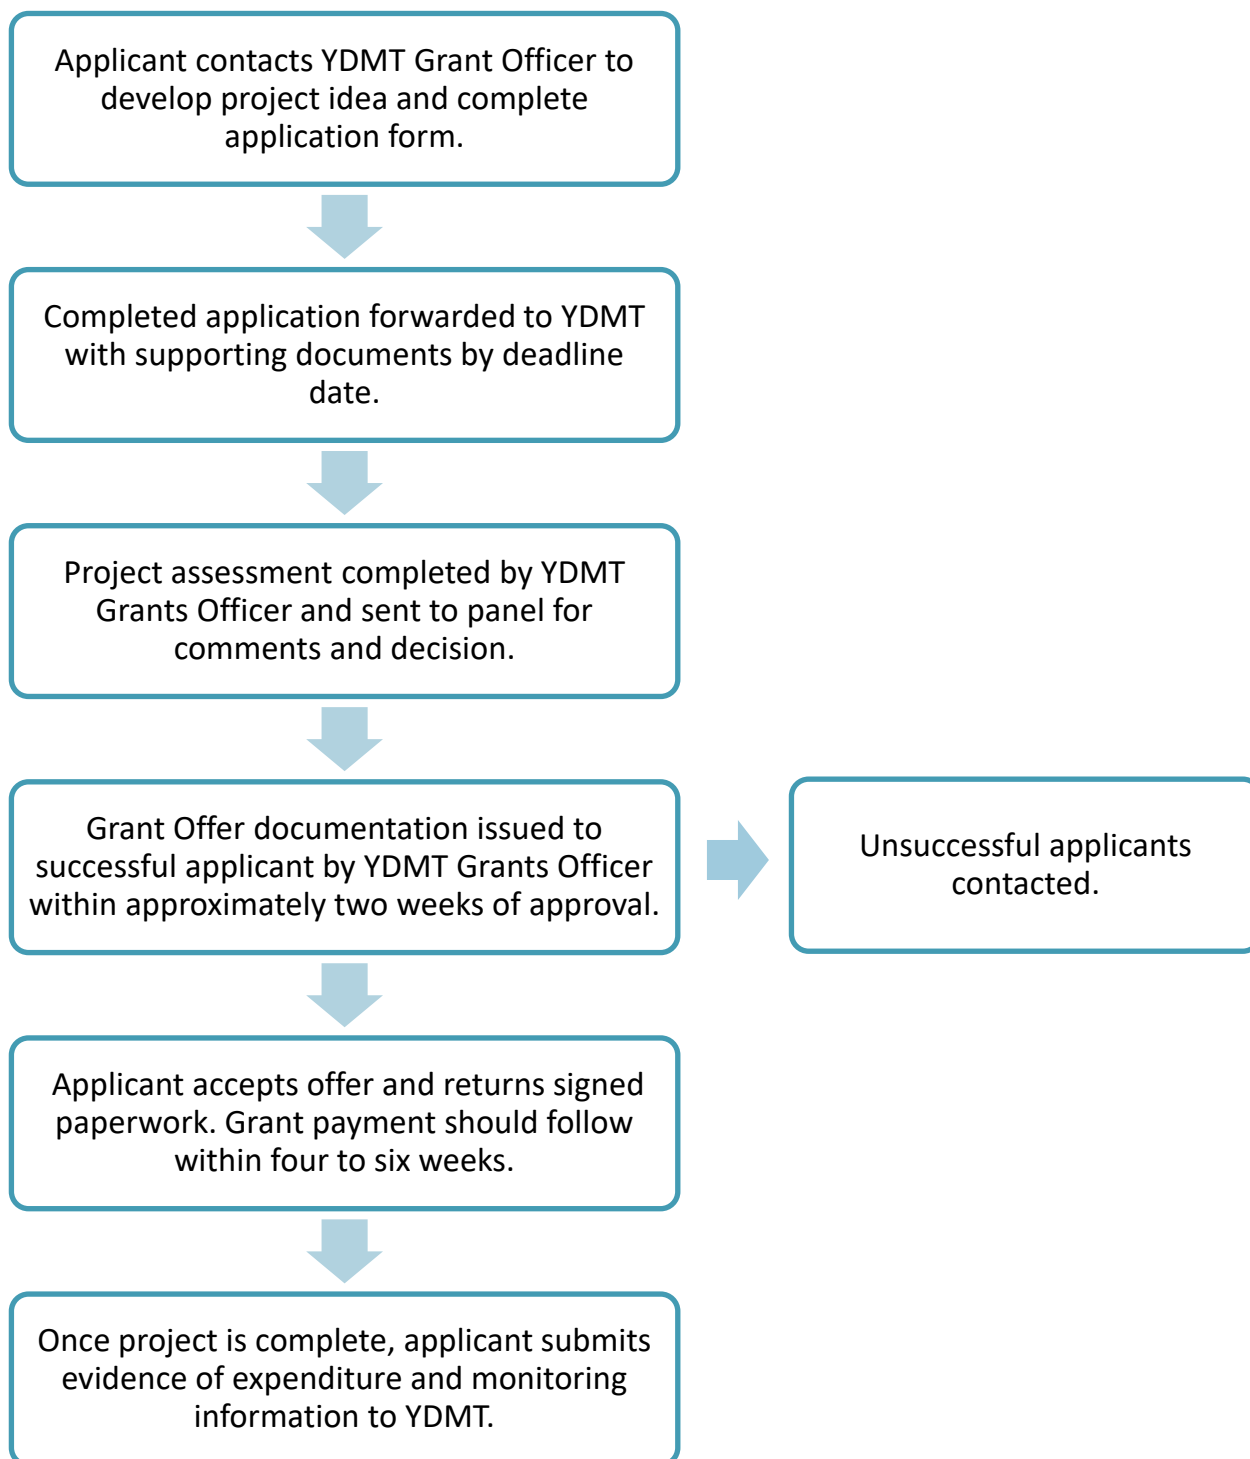 Applicant contacts YDMT Grant Officer to
develop project idea and complete
application form.
Completed application forwarded to YDMT
with supporting documents by deadline
date.
Project assessment completed by YDMT
Grants Officer and sent to panel for
comments and decision.
Grant Offer documentation issued to
successful applicant by YDMT Grants Officer
within approximately two weeks of approval.
Unsuccessful applicants
contacted.
Applicant accepts offer and returns signed
paperwork. Grant payment should follow
within four to six weeks.
Once project is complete, applicant submits
evidence of expenditure and monitoring
information to YDMT.